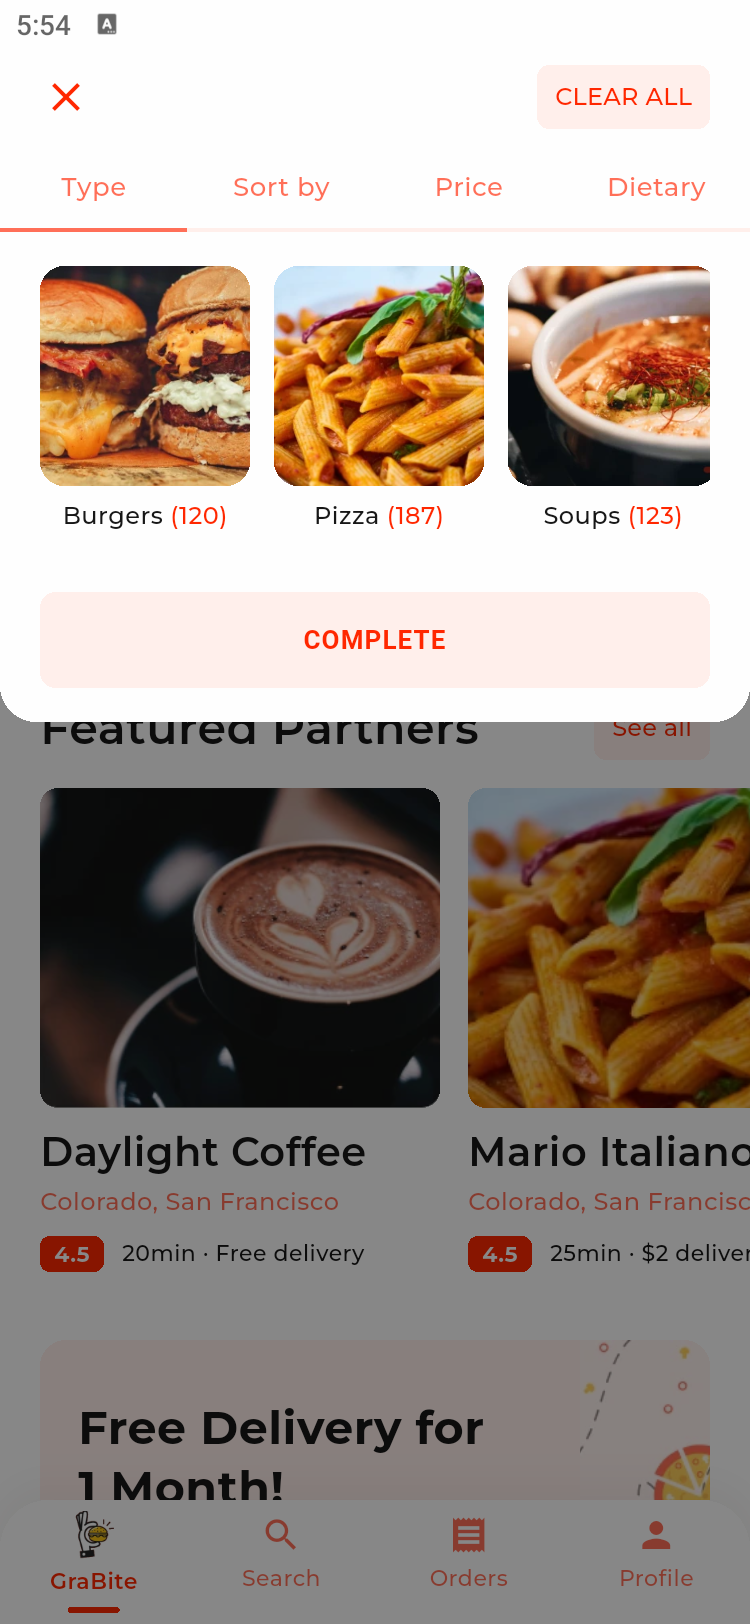 5:54
CLEAR ALL
Type
Sort by
Price
Dietary
Burgers (120)
Pizza (187)
Soups (123)
COMPLETE
Featured Partners
See all
Daylight Coffee
Mario Italiano
Colorado, San Francisco
Colorado, San Francisc
4.5 20min · Free delivery
4.5 25min · $2 deliver
Free Delivery for
1 Month!
GraBite
Search
Orders
Profile